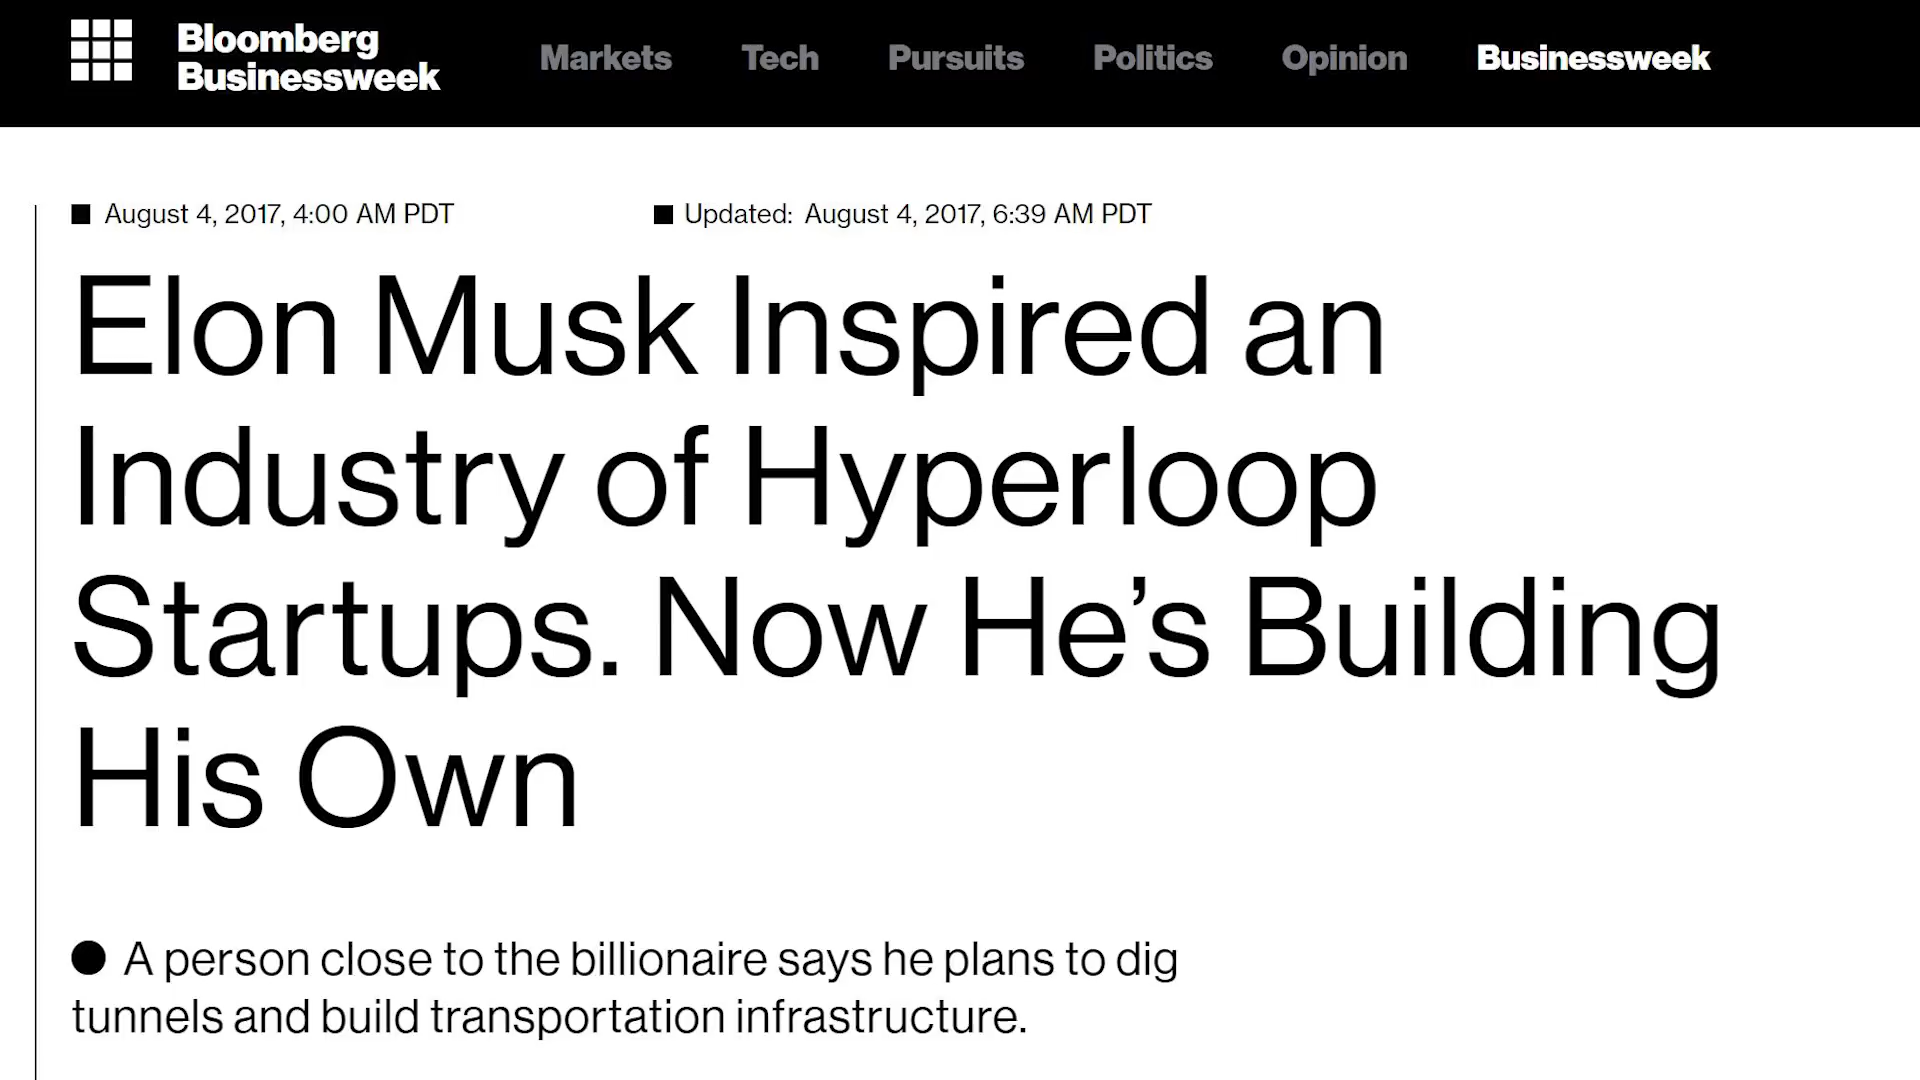 Bloomberg
Businessweek
Markets Tech Pursuits Politics Opinion Businessweek
August 4, 2017, 4:00 AM PDT Updated: August 4, 2017, 6:39 AM PDT
Elon Musk Inspired an
Industry of Hyperloop
Startups. Now He’s Building
His Own
A person close to the billionaire says he plans to dig
tunnels and build transportation infrastructure.